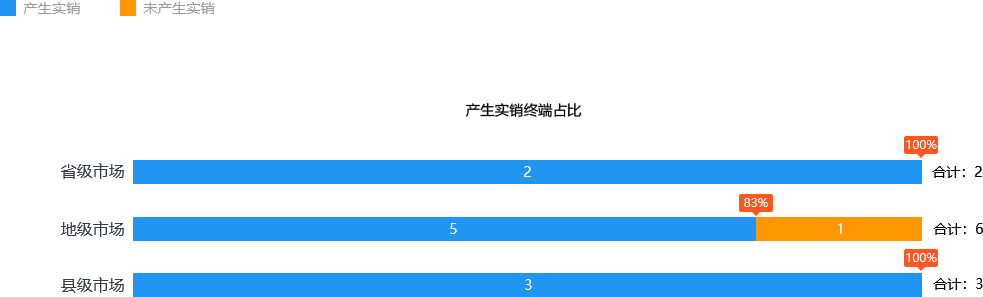 产生实销 未产生实销
产生实销终端占比
100%
省级市场 2 合计：2
83%
地级市场 5 1 合计：6
100%
县级市场 3 合计：3